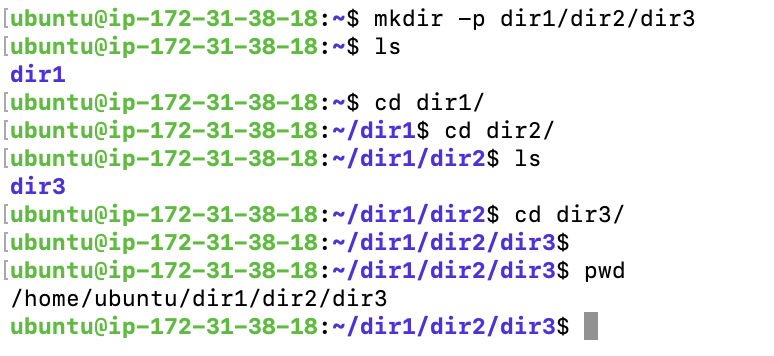 [ubuntu@ip-172-31-38-18:~$ mkdir -p dir1/dir2/dir3
[ubuntu@ip-172-31-38-18:~$ ls
dir1
[ubuntu@ip-172-31-38-18:~$ cd dir1/
[ubuntu@ip-172-31-38-18:~/dir1$ cd dir2/
[ubuntu@ip-172-31-38-18:~/dir1/dir2$ ls
dir3
[ubuntu@ip-172-31-38-18:~/dir1/dir2$ cd dir3/
[ubuntu@ip-172-31-38-18:~/dir1/dir2/dir3$
[ubuntu@ip-172-31-38-18:~/dir1/dir2/dir3$ pwd
/home/ubuntu/dir1/dir2/dir3
ubuntu@ip-172-31-38-18:~/dir1/dir2/dir3$